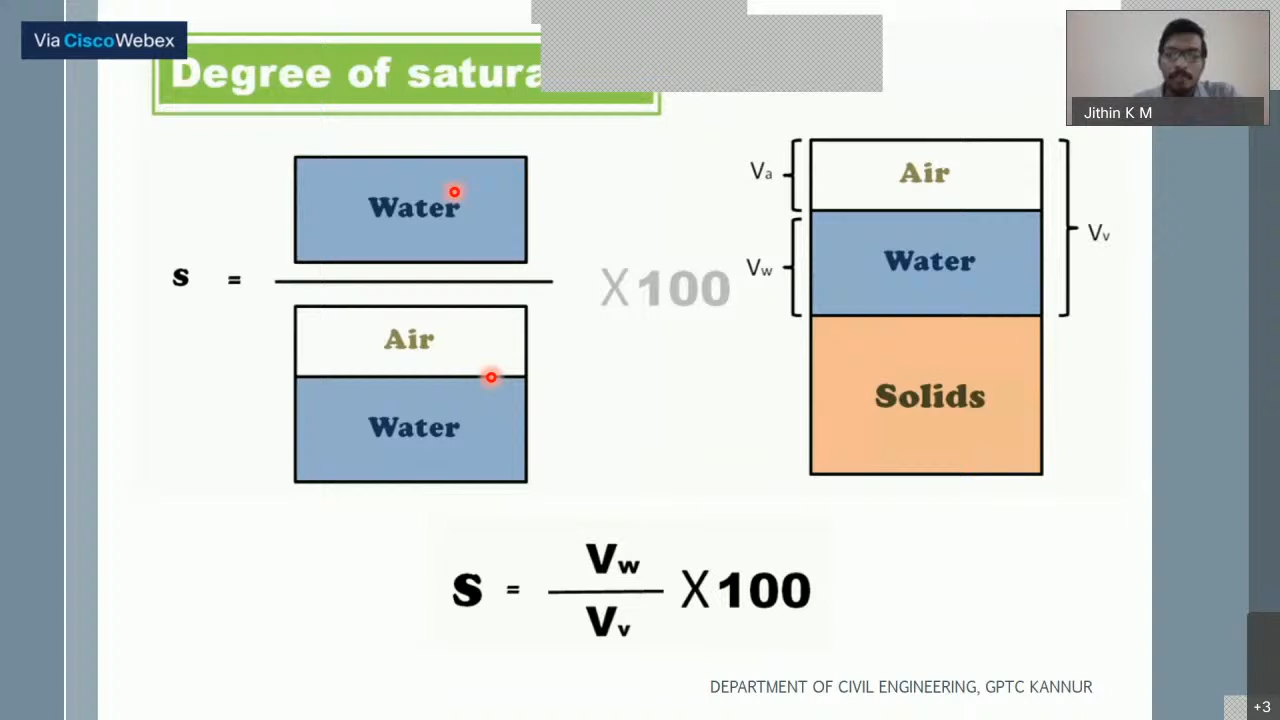 Via CiscoWebex
Degree of satura
Jithin K M
Water
S =
X100
Air
Water
Va
Vw
Air
Water
Solids
Vv
S = Vw
Vv
X100
DEPARTMENT OF CIVIL ENGINEERING, GPTC KANNUR
+3